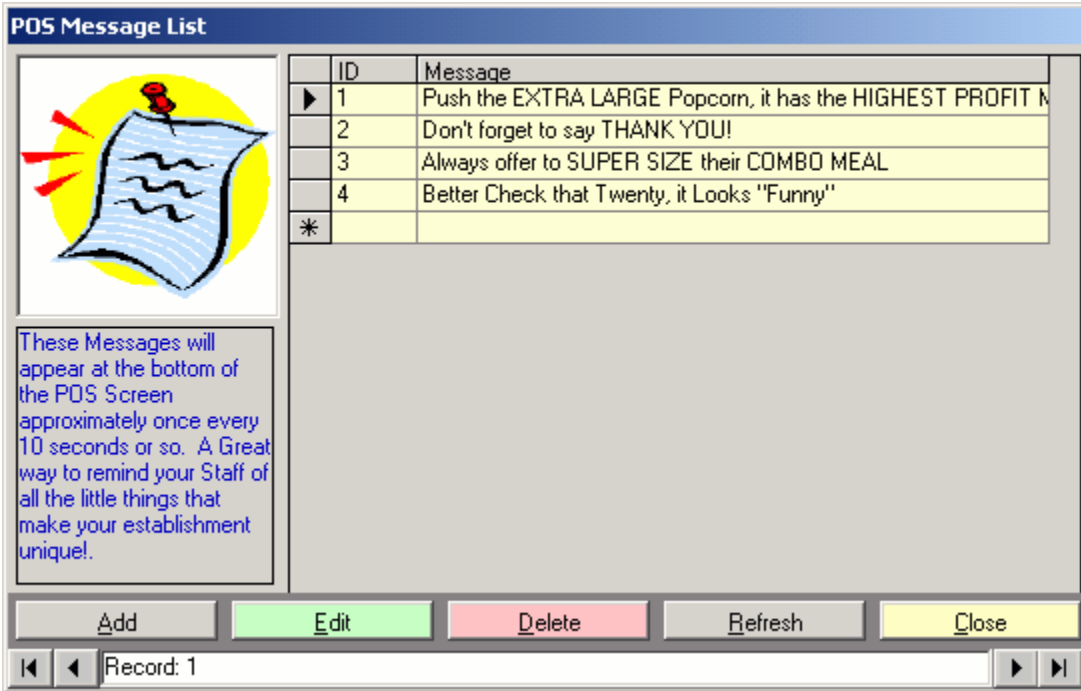 POS Message List
ID Message
1 Push the EXTRA LARGE Popcorn, it has the HIGHEST PROFIT
2 Don't forget to say THANK YOU!
3 Always offer to SUPER SIZE their COMBO MEAL
4 Better Check that Twenty, it Looks "Funny"
These Messages will
appear at the bottom of
the POS Screen
approximately once every
10 seconds or so. A Great
way to remind your Staff of
all the little things that
make your establishment
unique!.
Add Edit Delete Refresh Close
Record: 1